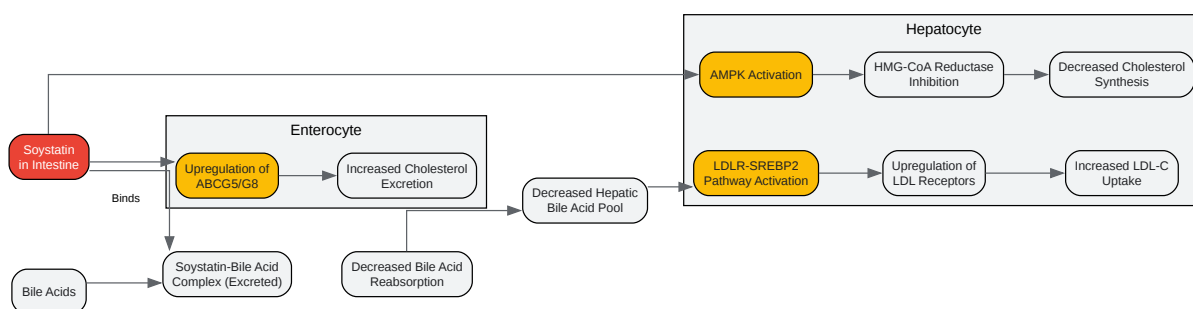 Hepatocyte
AMPK Activation
HMG-CoA Reductase
Inhibition
Decreased Cholesterol
Synthesis
Enterocyte
Soystatin
in Intestine
Upregulation of
ABCG5/G8
Increased Cholesterol
Excretion
LDLR-SREBP2
Pathway Activation
Upregulation of
LDL Receptors
Increased LDL-C
Uptake
Decreased Hepatic
Bile Acid Pool
Binds
Soystatin-Bile Acid
Complex (Excreted)
Decreased Bile Acid
Reabsorption
Bile Acids